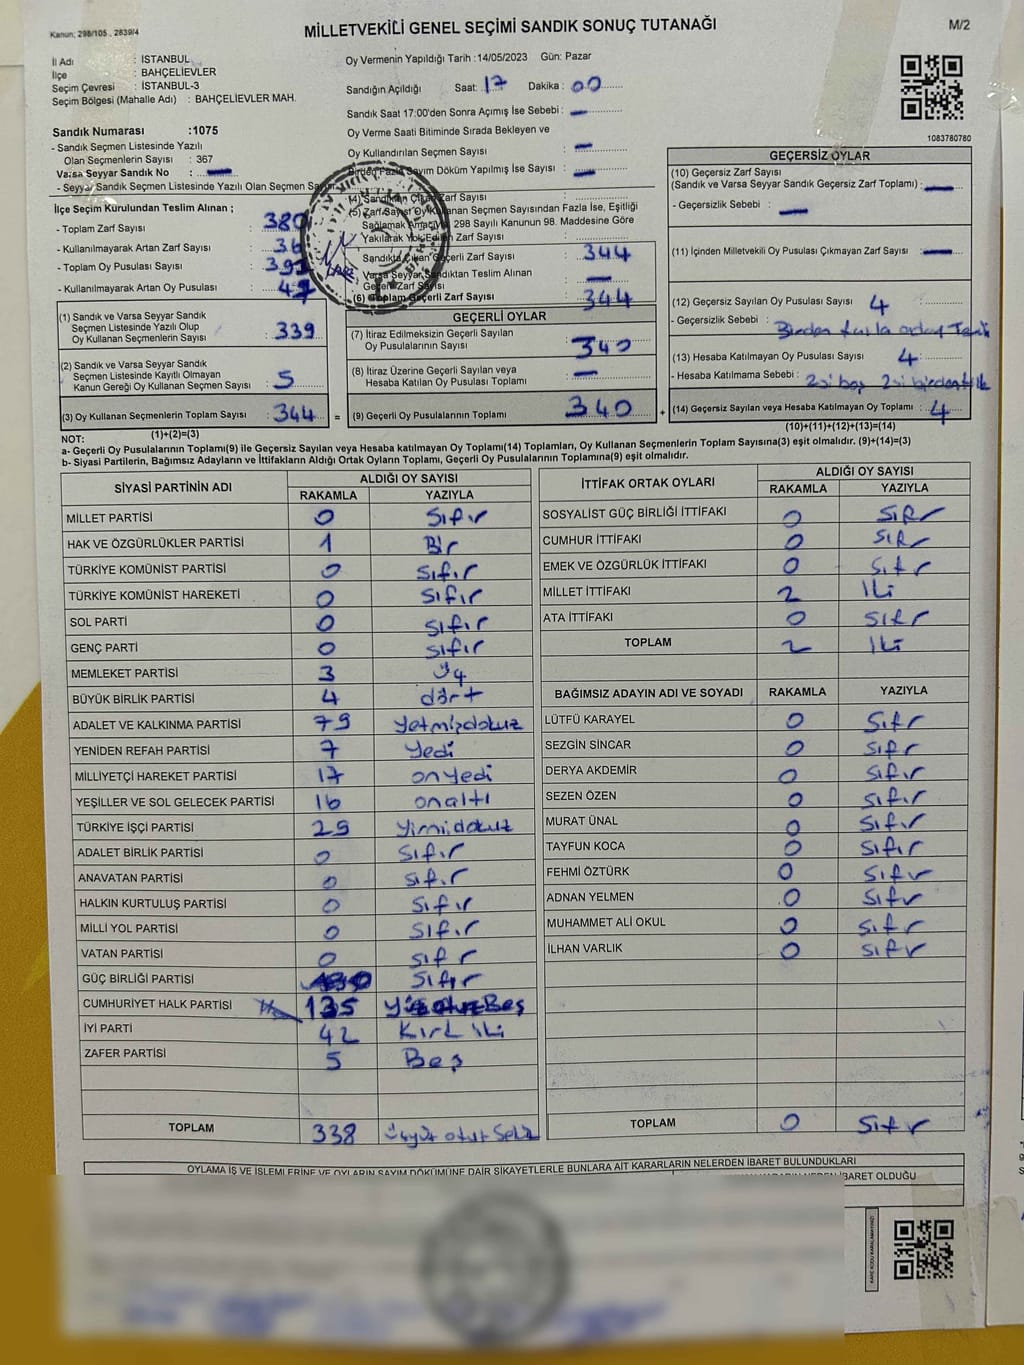 Kanun: 298/105 , 2839/4
MİLLETVEKİLİ GENEL SEÇİMİ SANDIK SONUÇ TUTANAĞI
M/2
İl Adı : İSTANBUL
İlçe : BAHÇELİEVLER
Seçim Çevresi : İSTANBUL-3
Seçim Bölgesi (Mahalle Adı) : BAHÇELİEVLER MAH.
Sandık Numarası :1075
- Sandık Seçmen Listesinde Yazılı
Olan Seçmenlerin Sayısı : 367
Varsa Seyyar Sandık No : —
- Seyyar Sandık Seçmen Listesinde Yazılı Olan Seçmen
İlçe Seçim Kurulundan Teslim Alınan ;
- Toplam Zarf Sayısı : 380
- Kullanılmayarak Artan Zarf Sayısı : 36
- Toplam Oy Pusulası Sayısı :
- Kullanılmayarak Artan Oy Pusulası :
(1) Sandık ve Varsa Seyyar Sandık
Seçmen Listesinde Yazılı Olup
Oy Kullanan Seçmenlerin Sayısı : 339
(2) Sandık ve Varsa Seyyar Sandık
Seçmen Listesinde Kayıtlı Olmayan
Kanun Gereği Oy Kullanan Seçmen Sayısı : 5
(3) Oy Kullanan Seçmenlerin Toplam Sayısı : 344 =
(1)+(2)=(3)
Oy Vermenin Yapıldığı Tarih :14/05/2023 Gün: Pazar
Sandığın Açıldığı Saat: 17 Dakika : 00
Sandık Saat 17:00'den Sonra Açımış İse Sebebi : —
Oy Verme Saati Bitiminde Sırada Bekleyen ve
Oy Kullandırılan Seçmen Sayısı : —
Birden Fazla Sayım Döküm Yapılmış İse Sayısı : —
(4) Sandıktan Çıkan Zarf Sayısı
(5) Zarf Sayısı Oy Kullanan Seçmen Sayısından Fazla İse, Eşitliği
Sağlamak Amacıyla 298 Sayılı Kanunun 98. Maddesine Göre
Yakılarak Yok Edilen Zarf Sayısı :
Sandıkta Çıkan Geçerli Zarf Sayısı : 344
Varsa Seyyar Sandıktan Teslim Alınan
Geçerli Zarf Sayısı : —
(6) Toplam Geçerli Zarf Sayısı : 344
GEÇERLİ OYLAR
(7) İtiraz Edilmeksizin Geçerli Sayılan
Oy Pusulalarının Sayısı : 340
(8) İtiraz Üzerine Geçerli Sayılan veya
Hesaba Katılan Oy Pusulası Toplamı : —
(9) Geçerli Oy Pusulalarının Toplamı : 340 +
1083780780
GEÇERSİZ OYLAR
(10) Geçersiz Zarf Sayısı
(Sandık ve Varsa Seyyar Sandık Geçersiz Zarf Toplamı) : —
- Geçersizlik Sebebi : —
(11) İçinden Milletvekili Oy Pusulası Çıkmayan Zarf Sayısı : —
(12) Geçersiz Sayılan Oy Pusulası Sayısı : 4
- Geçersizlik Sebebi : Birden fazla
(13) Hesaba Katılmayan Oy Pusulası Sayısı : 4
- Hesaba Katılmama Sebebi : 2si boş 2si
(14) Geçersiz Sayılan veya Hesaba Katılmayan Oy Toplamı : 4
(10)+(11)+(12)+(13)=(14)
NOT:
a- Geçerli Oy Pusulalarının Toplamı(9) ile Geçersiz Sayılan veya Hesaba katılmayan Oy Toplamı(14) Toplamları, Oy Kullanan Seçmenlerin Toplam Sayısına(3) eşit olmalıdır. (9)+(14)=(3)
b- Siyasi Partilerin, Bağımsız Adayların ve İttifakların Aldığı Ortak Oyların Toplamı, Geçerli Oy Pusulalarının Toplamına(9) eşit olmalıdır.
SİYASİ PARTİNİN ADI ALDIĞI OY SAYISI
RAKAMLA YAZIYLA
MİLLET PARTİSİ 0 Sıfır
HAK VE ÖZGÜRLÜKLER PARTİSİ 1 Bir
TÜRKİYE KOMÜNİST PARTİSİ 0 Sıfır
TÜRKİYE KOMÜNİST HAREKETİ 0 Sıfır
SOL PARTİ 0 Sıfır
GENÇ PARTİ 0 Sıfır
MEMLEKET PARTİSİ 3 üç
BÜYÜK BİRLİK PARTİSİ 4 dört
ADALET VE KALKINMA PARTİSİ 79 Yetmişdokuz
YENİDEN REFAH PARTİSİ 7 Yedi
MİLLİYETÇİ HAREKET PARTİSİ 17 onyedi
YEŞİLLER VE SOL GELECEK PARTİSİ 16 onaltı
TÜRKİYE İŞÇİ PARTİSİ 29 yirmidokuz
ADALET BİRLİK PARTİSİ 0 Sıfır
ANAVATAN PARTİSİ 0 Sıfır
HALKIN KURTULUŞ PARTİSİ 0 Sıfır
MİLLİ YOL PARTİSİ 0 Sıfır
VATAN PARTİSİ 0 Sıfır
GÜÇ BİRLİĞİ PARTİSİ Sıfır
CUMHURİYET HALK PARTİSİ 135 YüzotuzBeş
İYİ PARTİ 42 Kırk iki
ZAFER PARTİSİ 5 Beş
TOPLAM 338 üçyüz otuz Sekiz
İTTİFAK ORTAK OYLARI ALDIĞI OY SAYISI
RAKAMLA YAZIYLA
SOSYALİST GÜÇ BİRLİĞİ İTTİFAKI 0 SIFR
CUMHUR İTTİFAKI 0 SIFR
EMEK VE ÖZGÜRLÜK İTTİFAKI 0 Sıfır
MİLLET İTTİFAKI 2 İki
ATA İTTİFAKI 0 SIFR
TOPLAM 2 İki
BAĞIMSIZ ADAYIN ADI VE SOYADI RAKAMLA YAZIYLA
LÜTFÜ KARAYEL 0 Sıfır
SEZGİN SİNCAR 0 Sıfır
DERYA AKDEMİR 0 Sıfır
SEZEN ÖZEN 0 Sıfır
MURAT ÜNAL 0 Sıfır
TAYFUN KOCA 0 Sıfır
FEHMİ ÖZTÜRK 0 Sıfır
ADNAN YELMEN 0 Sıfır
MUHAMMET ALİ OKUL 0 Sıfır
İLHAN VARLIK 0 Sıfır
TOPLAM 0 Sıfır
OYLAMA İŞ VE İŞLEMLERİNE VE OYLARIN SAYIM DÖKÜMÜNE DAİR ŞİKAYETLERLE BUNLARA AİT KARARLARIN NELERDEN İBARET BULUNDUKLARI
İBARET OLDUĞU